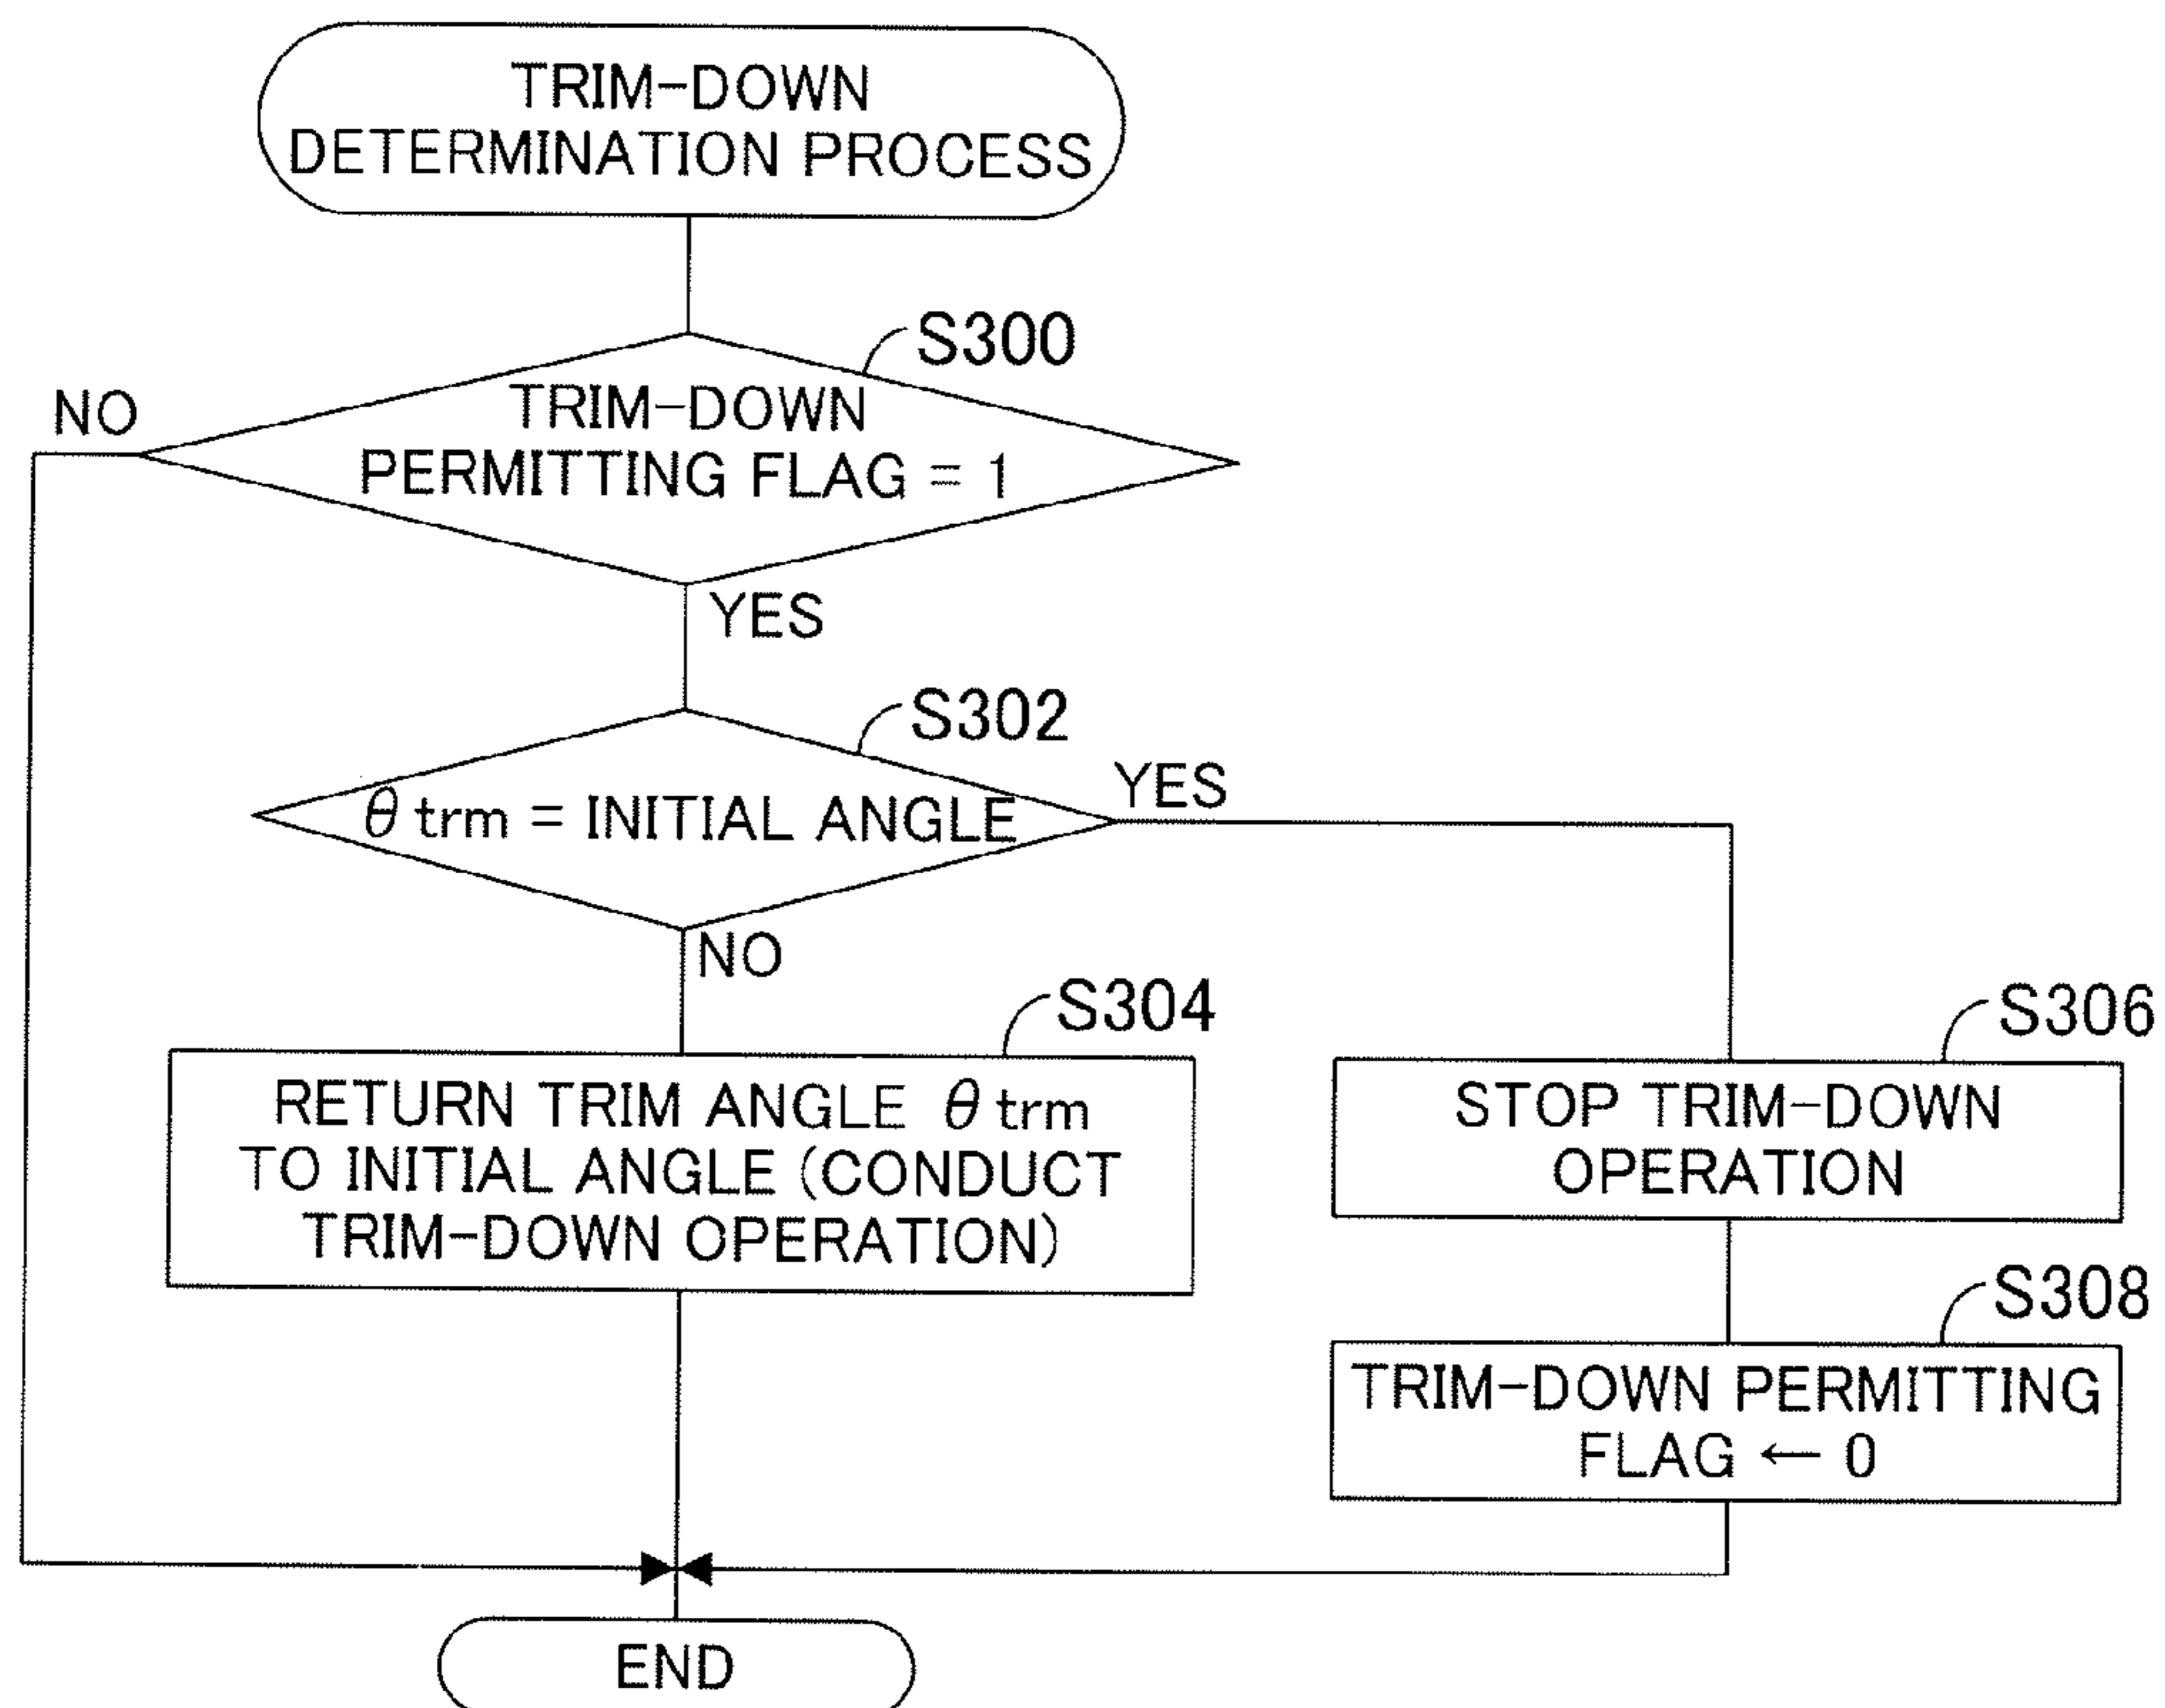 TRIM-DOWN
DETERMINATION PROCESS
S300
NO
TRIM-DOWN
PERMITTING FLAG = 1
YES
S302
θ trm = INITIAL ANGLE
YES
NO
S304
RETURN TRIM ANGLE θ trm
TO INITIAL ANGLE (CONDUCT
TRIM-DOWN OPERATION)
S306
STOP TRIM-DOWN
OPERATION
S308
TRIM-DOWN PERMITTING
FLAG ← 0
END